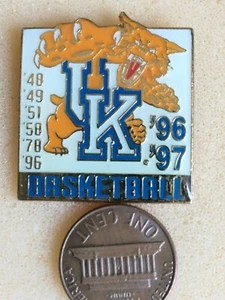 '48
'49
'51
'58
'78
'96
UK
'96
'97
BASKETBALL
ONE CENT